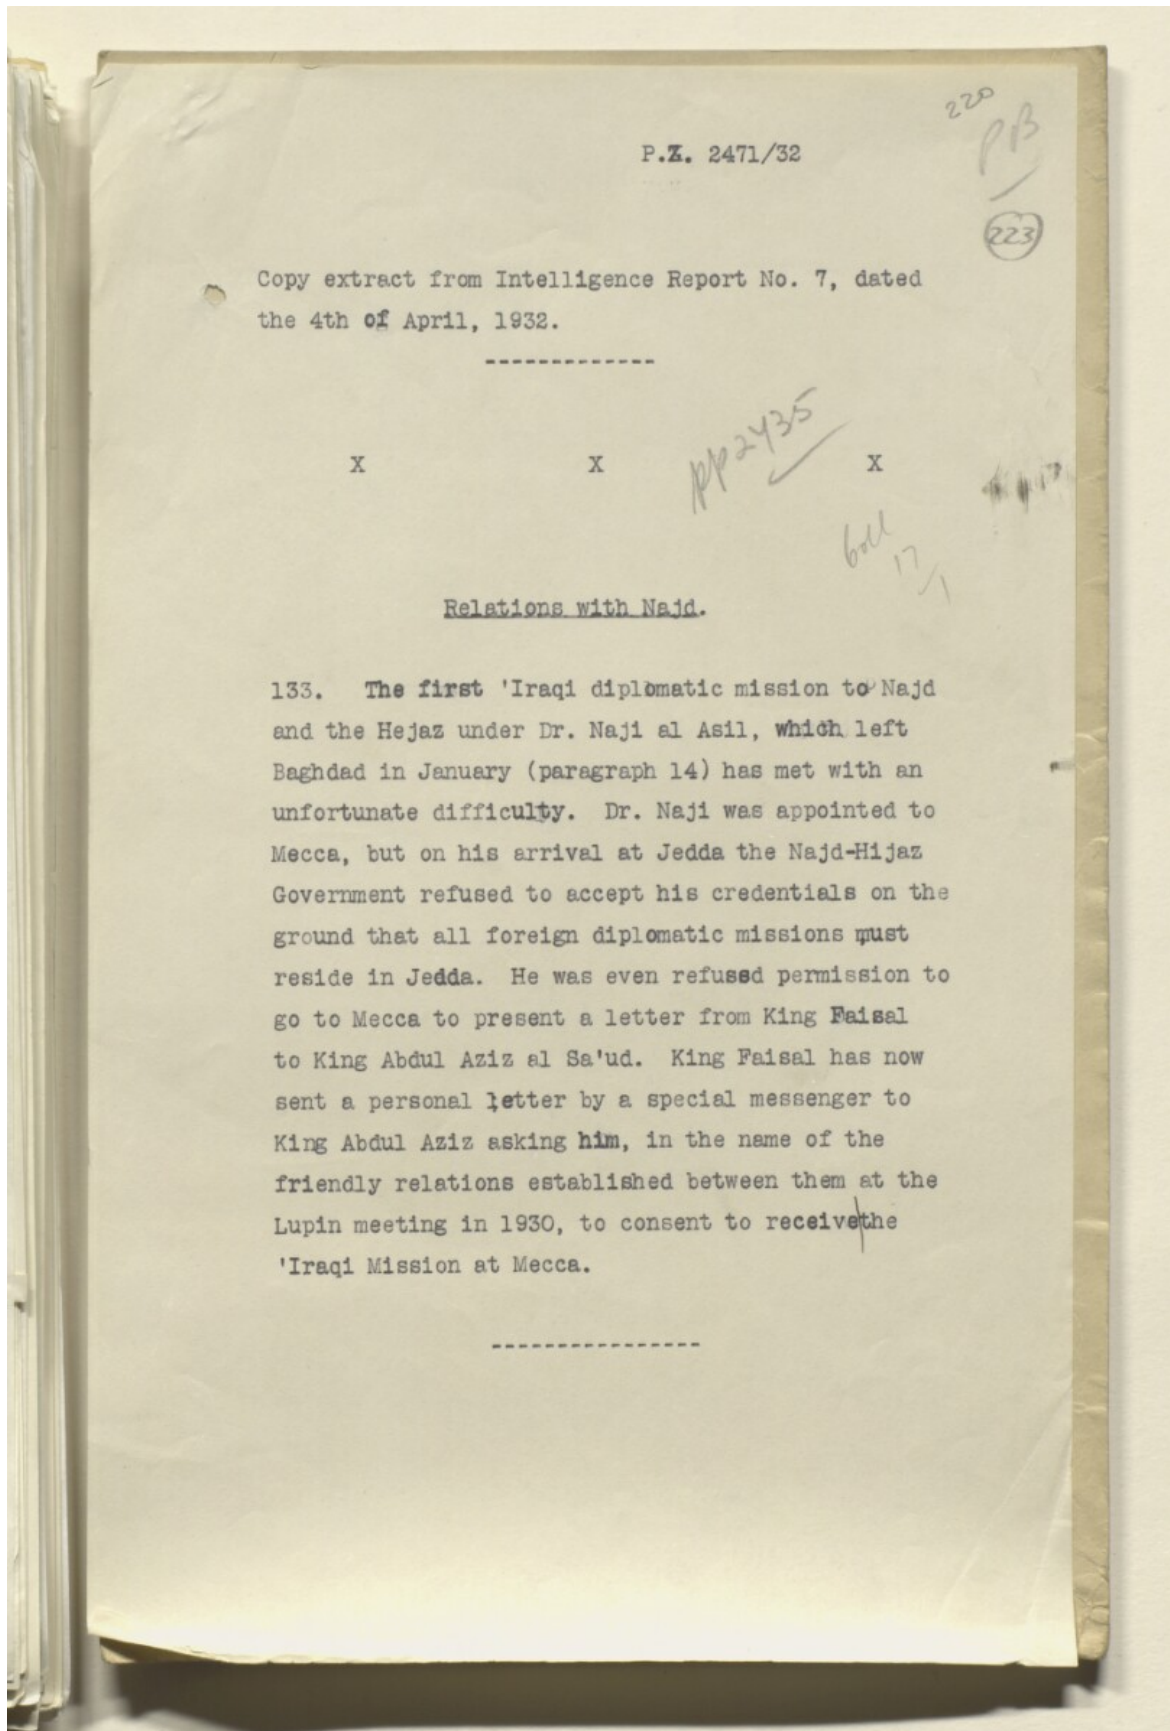 220
PB
P.Z. 2471/32
223
Copy extract from Intelligence Report No. 7, dated
the 4th of April, 1932.
-------------
PP 2435
X X X
17
Relations with Najd.
133. The first 'Iraqi diplomatic mission to Najd
and the Hejaz under Dr. Naji al Asil, which left
Baghdad in January (paragraph 14) has met with an
unfortunate difficulty. Dr. Naji was appointed to
Mecca, but on his arrival at Jedda the Najd-Hijaz
Government refused to accept his credentials on the
ground that all foreign diplomatic missions must
reside in Jedda. He was even refused permission to
go to Mecca to present a letter from King Faisal
to King Abdul Aziz al Sa'ud. King Faisal has now
sent a personal letter by a special messenger to
King Abdul Aziz asking him, in the name of the
friendly relations established between them at the
Lupin meeting in 1930, to consent to receive the
'Iraqi Mission at Mecca.
----------------